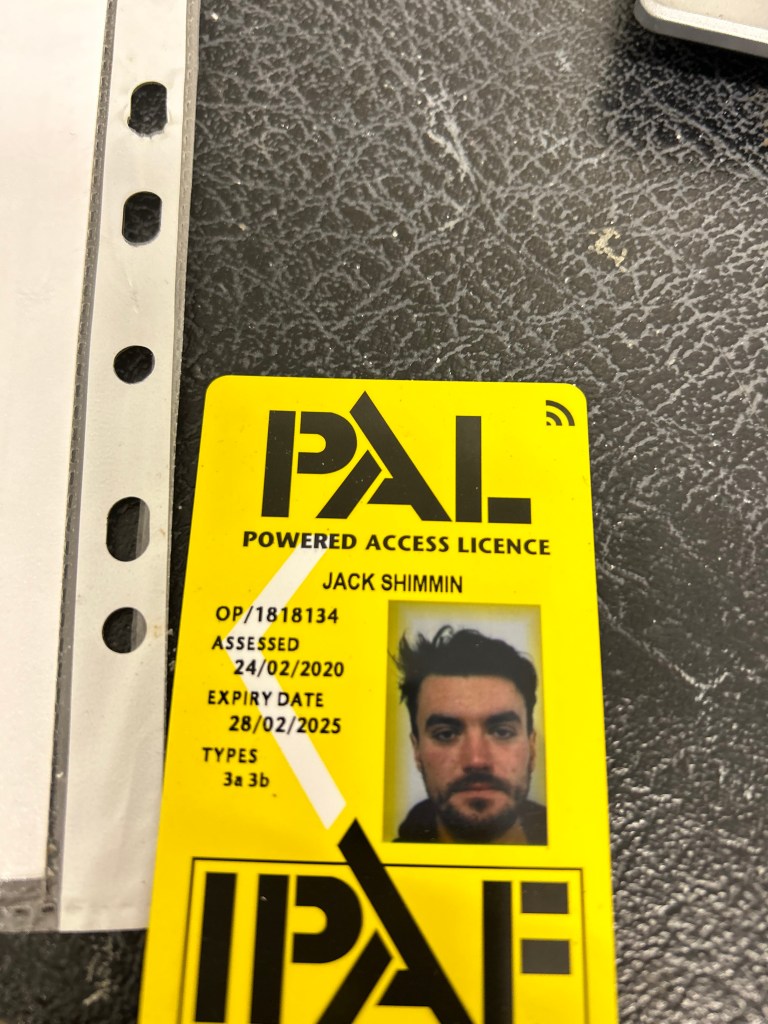 PAL
POWERED ACCESS LICENCE
JACK SHIMMIN
OP/1818134
ASSESSED
24/02/2020
EXPIRY DATE
28/02/2025
TYPES
3a 3b
IPAF